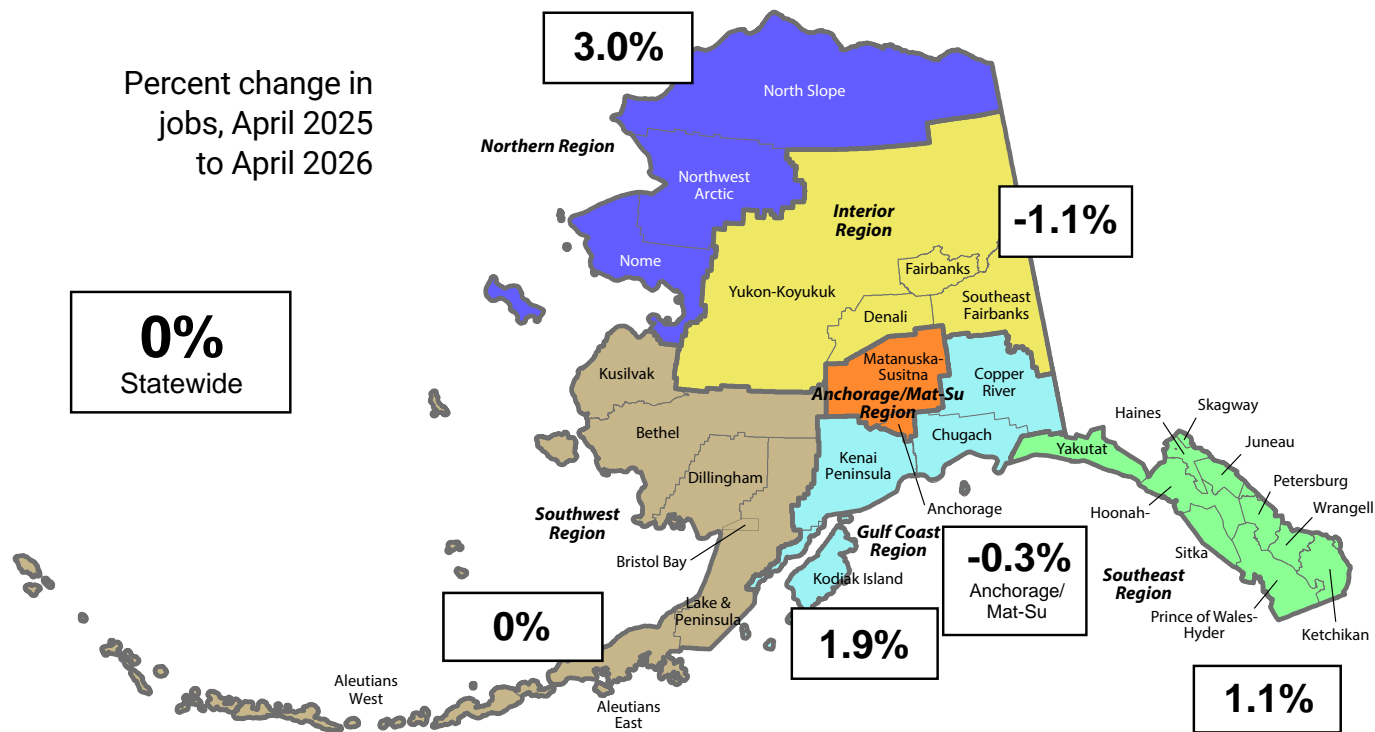 Percent change in
jobs, April 2025
to April 2026
3.0%
North Slope
Northern Region
Northwest
Arctic
Interior
Region
-1.1%
Nome
Fairbanks
Yukon-Koyukuk
Southeast
Fairbanks
Denali
0%
Statewide
Kusilvak
Matanuska-
Susitna
Copper
River
Anchorage/Mat-Su
Region
Bethel
Chugach
Haines
Skagway
Juneau
Yakutat
Kenai
Peninsula
Dillingham
Petersburg
Anchorage
Hoonah-
Wrangell
Southwest
Region
Gulf Coast
Region
Bristol Bay
Sitka
-0.3%
Anchorage/
Mat-Su
Kodiak Island
Southeast
Region
Lake &
Peninsula
0%
Prince of Wales-
Hyder
Ketchikan
1.9%
Aleutians
West
Aleutians
East
1.1%